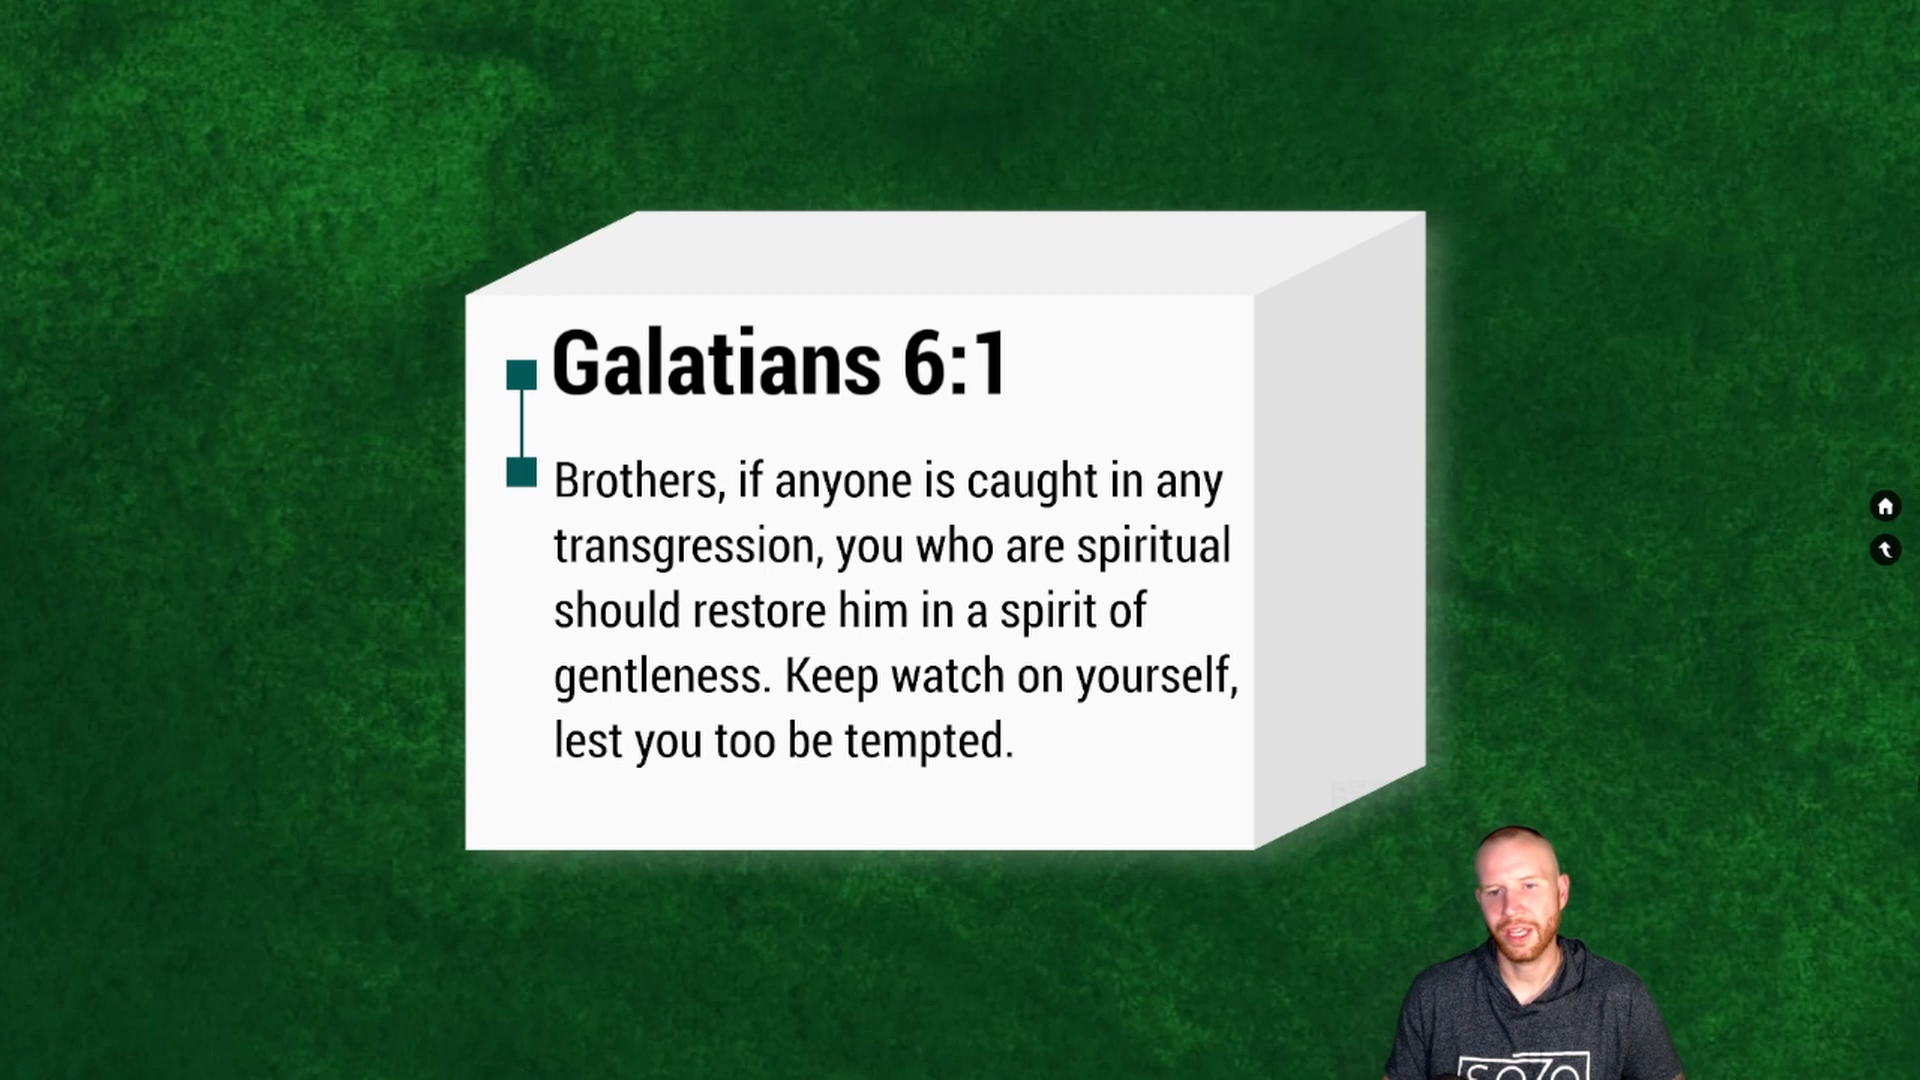 Galatians 6:1
Brothers, if anyone is caught in any
transgression, you who are spiritual
should restore him in a spirit of
gentleness. Keep watch on yourself,
lest you too be tempted.
SOZO